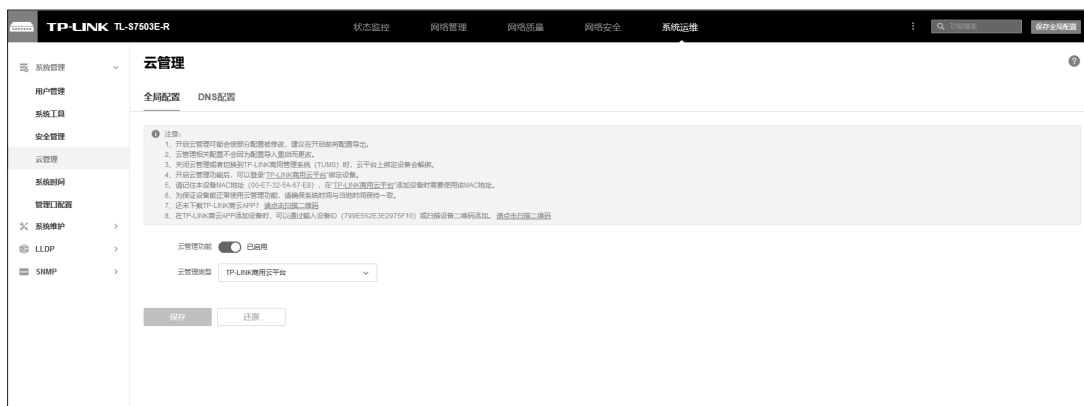 TP-LINK TL-S7503E-R 状态监控 网络管理 网络质量 网络安全 系统运维 功能搜索 保存全局配置
系统管理
用户管理
系统工具
安全管理
云管理
系统时间
管理口配置
系统维护
LLDP
SNMP
云管理
全局配置 DNS配置
注意:
1、开启云管理可能会使部分配置被修改，建议在开启前将配置导出。
2、云管理相关配置不会因为配置导入重启而更改。
3、关闭云管理或者切换到TP-LINK商用管理系统（TUMS）时，云平台上绑定设备会解绑。
4、开启云管理功能后，可以登录"TP-LINK商用云平台"绑定设备。
5、请记住本设备MAC地址（00-E7-32-5A-67-E8），在"TP-LINK商用云平台"添加设备时需要使用该MAC地址。
6、为保证设备能正常使用云管理功能，请确保系统时间与当地时间保持一致。
7、还未下载TP-LINK商云APP？请点击扫描二维码
8、在TP-LINK商云APP添加设备时，可以通过输入设备ID（799E562E3E2975F10）或扫描设备二维码添加。请点击扫描二维码
云管理功能 已启用
云管理类型 TP-LINK商用云平台
保存 还原